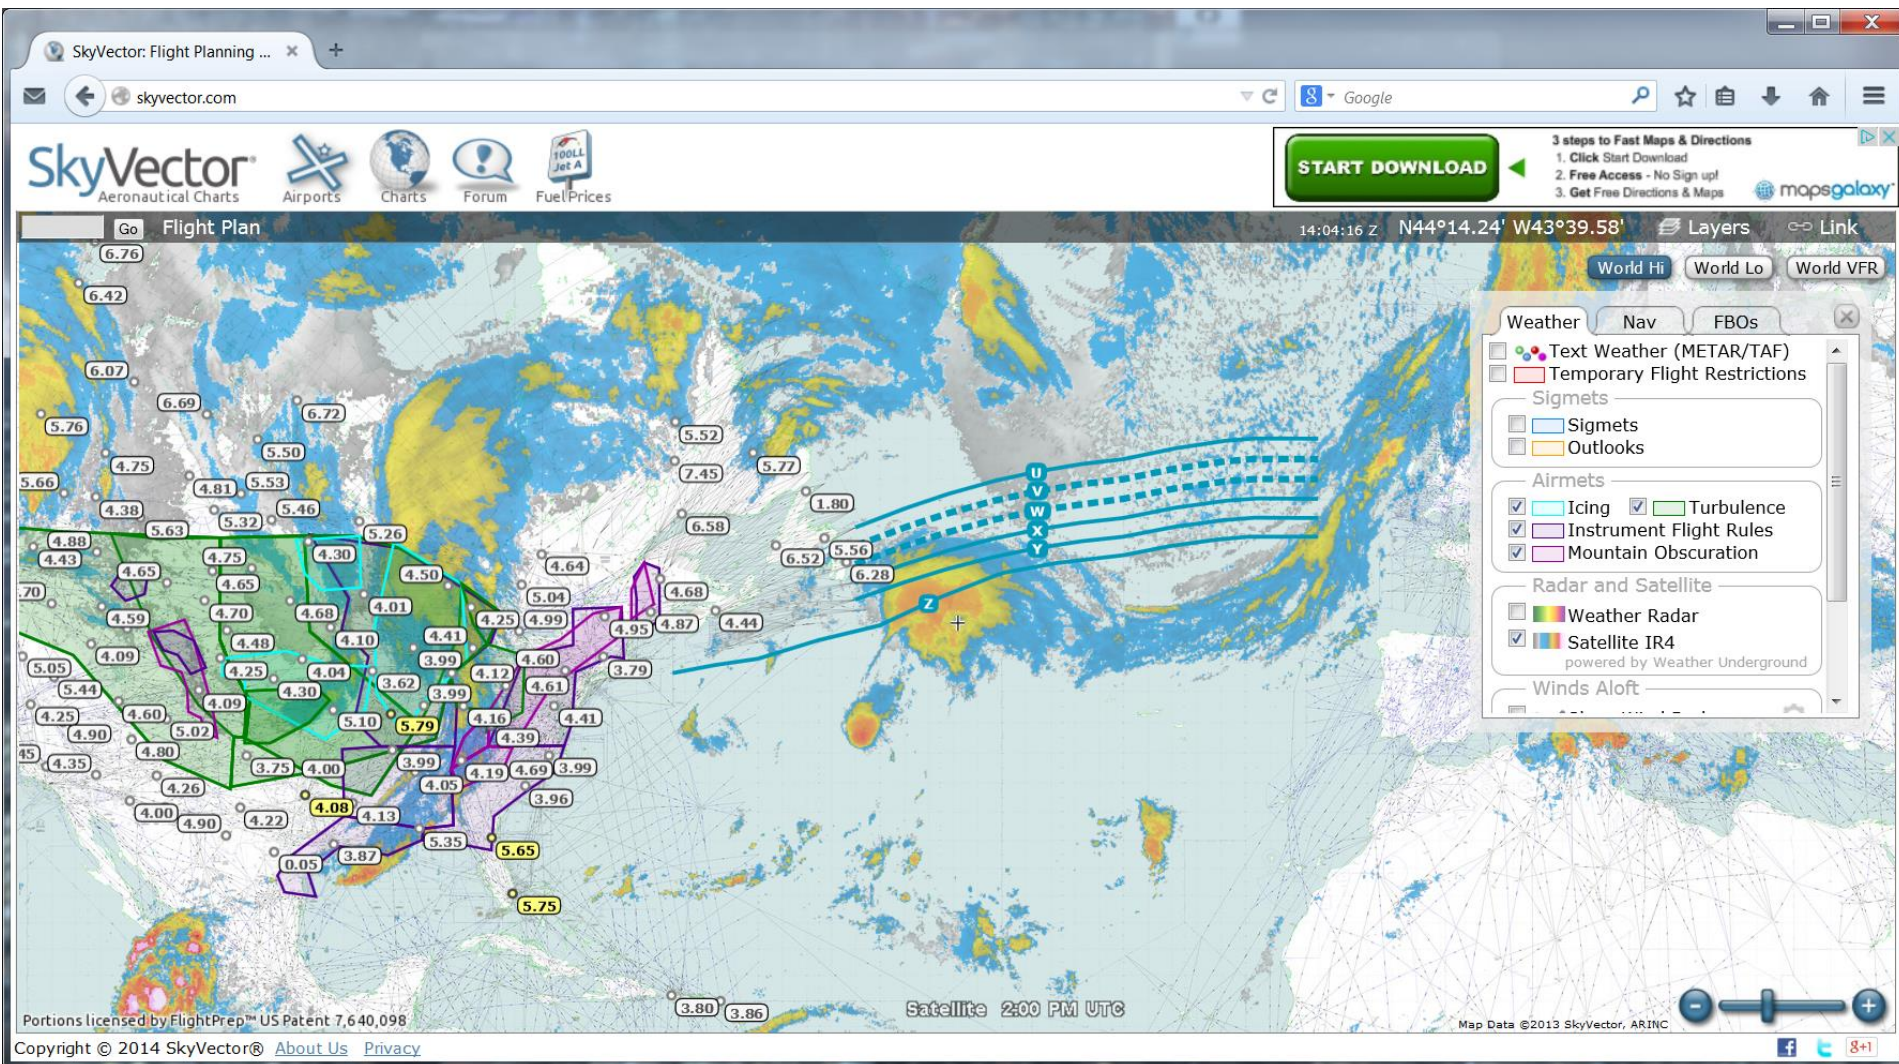 SkyVector: Flight Planning ...
skyvector.com
Google
SkyVector
Aeronautical Charts
Airports
Charts
Forum
100LL
Jet A
Fuel Prices
START DOWNLOAD
3 steps to Fast Maps & Directions
1. Click Start Download
2. Free Access - No Sign up!
3. Get Free Directions & Maps
mapsgalaxy
Go
Flight Plan
14:04:16 Z
N44°14.24' W43°39.58'
Layers
Link
World Hi
World Lo
World VFR
Weather
Nav
FBOs
Text Weather (METAR/TAF)
Temporary Flight Restrictions
Sigmets
Sigmets
Outlooks
Airmets
Icing
Turbulence
Instrument Flight Rules
Mountain Obscuration
Radar and Satellite
Weather Radar
Satellite IR4
powered by Weather Underground
Winds Aloft
6.76
6.42
6.07
6.69
6.72
5.76
5.52
5.50
4.75
7.45
5.77
5.66
4.81
5.53
1.80
4.38
5.46
5.32
6.58
5.63
5.26
4.88
5.56
4.43
4.75
4.30
6.52
4.64
4.65
4.50
6.28
4.65
.70
5.04
4.68
4.01
4.59
4.70
4.68
4.25
4.99
4.87
4.44
4.95
4.48
4.10
4.41
4.09
3.99
4.60
5.05
4.25
4.04
4.12
3.79
5.44
4.30
3.62
3.99
4.61
4.09
4.25
4.60
5.10
5.79
4.16
4.41
4.90
5.02
4.39
45
4.80
4.35
3.75
4.00
3.99
4.19
4.69
3.99
4.26
4.05
3.96
4.00
4.90
4.22
4.08
4.13
5.35
5.65
0.05
3.87
5.75
3.80
3.86
U
V
W
X
Y
Z
Satellite 2:00 PM UTC
Portions licensed by FlightPrep™ US Patent 7,640,098
Map Data ©2013 SkyVector, ARINC
Copyright © 2014 SkyVector® About Us Privacy
8+1